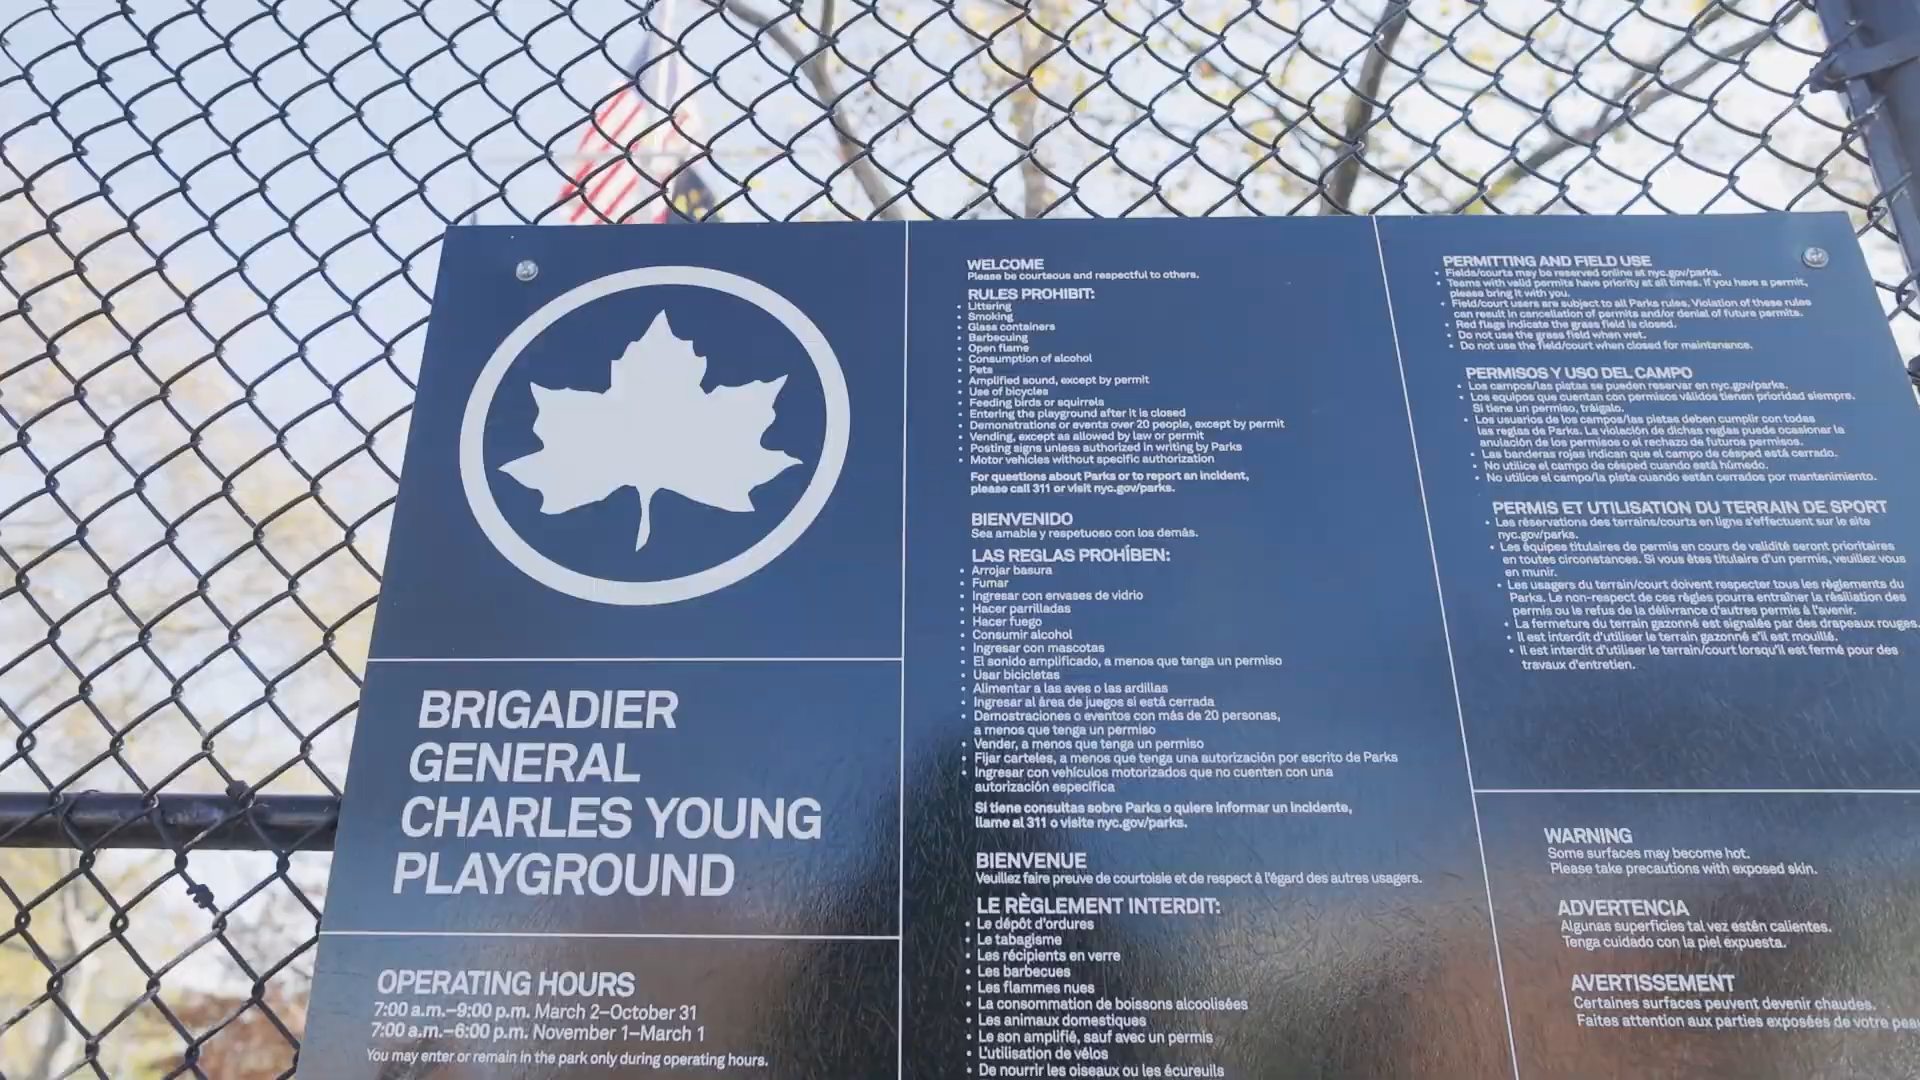 BRIGADIER
GENERAL
CHARLES YOUNG
PLAYGROUND
OPERATING HOURS
7:00 a.m.–9:00 p.m. March 2–October 31
7:00 a.m.–6:00 p.m. November 1–March 1
You may enter or remain in the park only during operating hours.
WELCOME
Please be courteous and respectful to others.
RULES PROHIBIT:
• Littering
• Smoking
• Glass containers
• Barbecuing
• Open flame
• Consumption of alcohol
• Pets
• Amplified sound, except by permit
• Use of bicycles
• Feeding birds or squirrels
• Entering the playground after it is closed
• Demonstrations or events over 20 people, except by permit
• Vending, except as allowed by law or permit
• Posting signs unless authorized in writing by Parks
• Motor vehicles without specific authorization
For questions about Parks or to report an incident,
please call 311 or visit nyc.gov/parks.
BIENVENIDO
Sea amable y respetuoso con los demás.
LAS REGLAS PROHÍBEN:
• Arrojar basura
• Fumar
• Ingresar con envases de vidrio
• Hacer parrilladas
• Hacer fuego
• Consumir alcohol
• Ingresar con mascotas
• El sonido amplificado, a menos que tenga un permiso
• Usar bicicletas
• Alimentar a las aves o las ardillas
• Ingresar al área de juegos si está cerrada
• Demostraciones o eventos con más de 20 personas,
a menos que tenga un permiso
• Vender, a menos que tenga un permiso
• Fijar carteles, a menos que tenga una autorización por escrito de Parks
• Ingresar con vehículos motorizados que no cuenten con una
autorización específica
Si tiene consultas sobre Parks o quiere informar un incidente,
llame al 311 o visite nyc.gov/parks.
BIENVENUE
Veuillez faire preuve de courtoisie et de respect à l'égard des autres usagers.
LE RÈGLEMENT INTERDIT:
• Le dépôt d'ordures
• Le tabagisme
• Les récipients en verre
• Les barbecues
• Les flammes nues
• La consommation de boissons alcoolisées
• Les animaux domestiques
• Le son amplifié, sauf avec un permis
• L'utilisation de vélos
• De nourrir les oiseaux ou les écureuils
PERMITTING AND FIELD USE
• Fields/courts may be reserved online at nyc.gov/parks.
• Teams with valid permits have priority at all times. If you have a permit,
please bring it with you.
• Field/court users are subject to all Parks rules. Violation of these rules
can result in cancellation of permits and/or denial of future permits.
• Red flags indicate the grass field is closed.
• Do not use the grass field when wet.
• Do not use the field/court when closed for maintenance.
PERMISOS Y USO DEL CAMPO
• Los campos/las pistas se pueden reservar en nyc.gov/parks.
• Los equipos que cuentan con permisos válidos tienen prioridad siempre.
Si tiene un permiso, tráigalo.
• Los usuarios de los campos/las pistas deben cumplir con todas
las reglas de Parks. La violación de dichas reglas puede ocasionar la
anulación de los permisos o el rechazo de futuros permisos.
• Las banderas rojas indican que el campo de césped está cerrado.
• No utilice el campo de césped cuando está húmedo.
• No utilice el campo/la pista cuando están cerrados por mantenimiento.
PERMIS ET UTILISATION DU TERRAIN DE SPORT
• Les réservations des terrains/courts en ligne s'effectuent sur le site
nyc.gov/parks.
• Les équipes titulaires de permis en cours de validité seront prioritaires
en toutes circonstances. Si vous êtes titulaire d'un permis, veuillez vous
en munir.
• Les usagers du terrain/court doivent respecter tous les règlements du
Parks. Le non-respect de ces règles pourra entraîner la résiliation des
permis ou le refus de la délivrance d'autres permis à l'avenir.
• La fermeture du terrain gazonné est signalée par des drapeaux rouges.
• Il est interdit d'utiliser le terrain gazonné s'il est mouillé.
• Il est interdit d'utiliser le terrain/court lorsqu'il est fermé pour des
travaux d'entretien.
WARNING
Some surfaces may become hot.
Please take precautions with exposed skin.
ADVERTENCIA
Algunas superficies tal vez estén calientes.
Tenga cuidado con la piel expuesta.
AVERTISSEMENT
Certaines surfaces peuvent devenir chaudes.
Faites attention aux parties exposées de votre peau